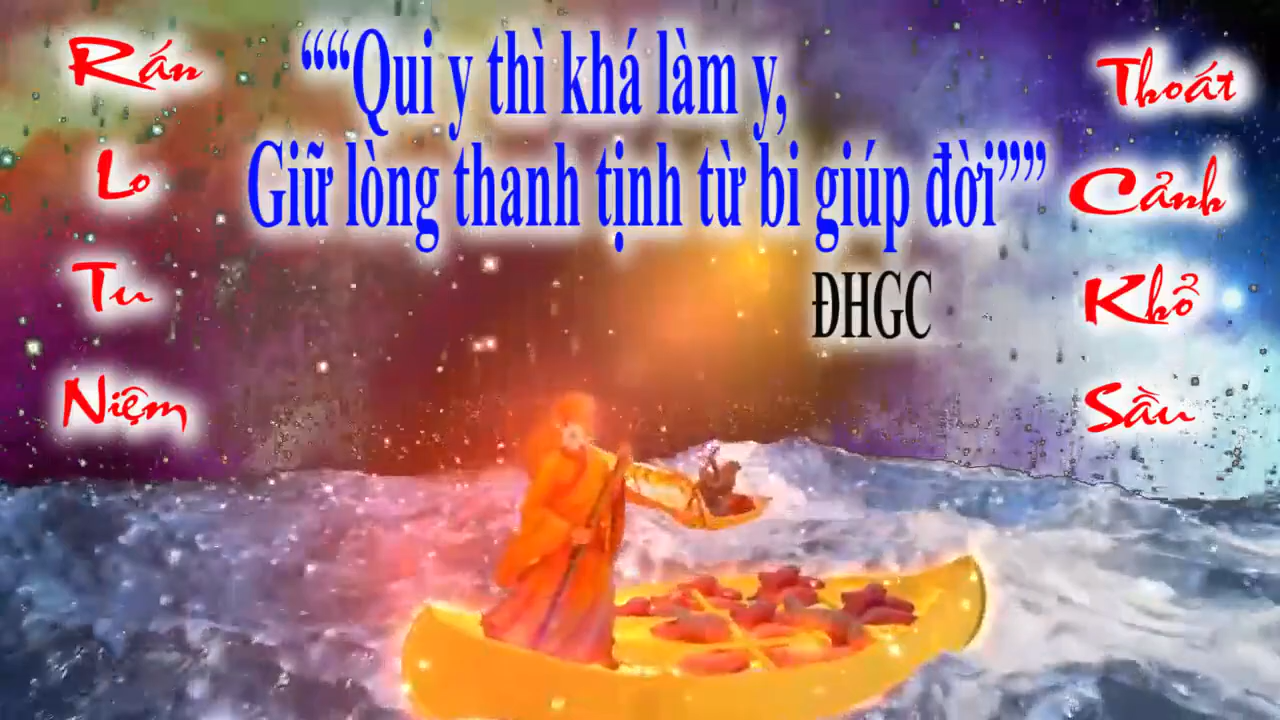 Rấn
Lo
Tu
Niệm
““Qui y thì khá làm y,
Giữ lòng thanh tịnh từ bi giúp đời””
ĐHGC
Thoát
Cảnh
Khổ
Sầu